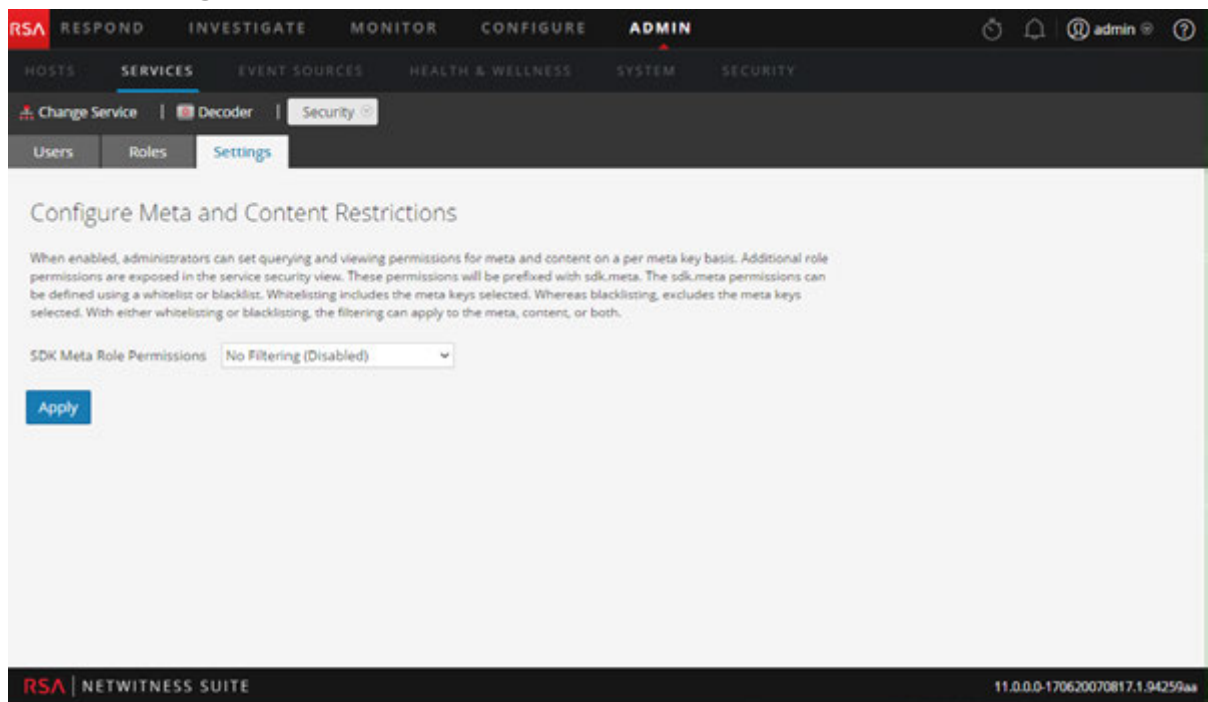 RSA RESPOND INVESTIGATE MONITOR CONFIGURE ADMIN admin
HOSTS SERVICES EVENT SOURCES HEALTH & WELLNESS SYSTEM SECURITY
Change Service | Decoder | Security
Users Roles Settings
Configure Meta and Content Restrictions
When enabled, administrators can set querying and viewing permissions for meta and content on a per meta key basis. Additional role
permissions are exposed in the service security view. These permissions will be prefixed with sdk.meta. The sdk.meta permissions can
be defined using a whitelist or blacklist. Whitelisting includes the meta keys selected. Whereas blacklisting, excludes the meta keys
selected. With either whitelisting or blacklisting, the filtering can apply to the meta, content, or both.
SDK Meta Role Permissions No Filtering (Disabled)
Apply
RSA | NETWITNESS SUITE 11.0.0.0-170620070817.1.94259aa